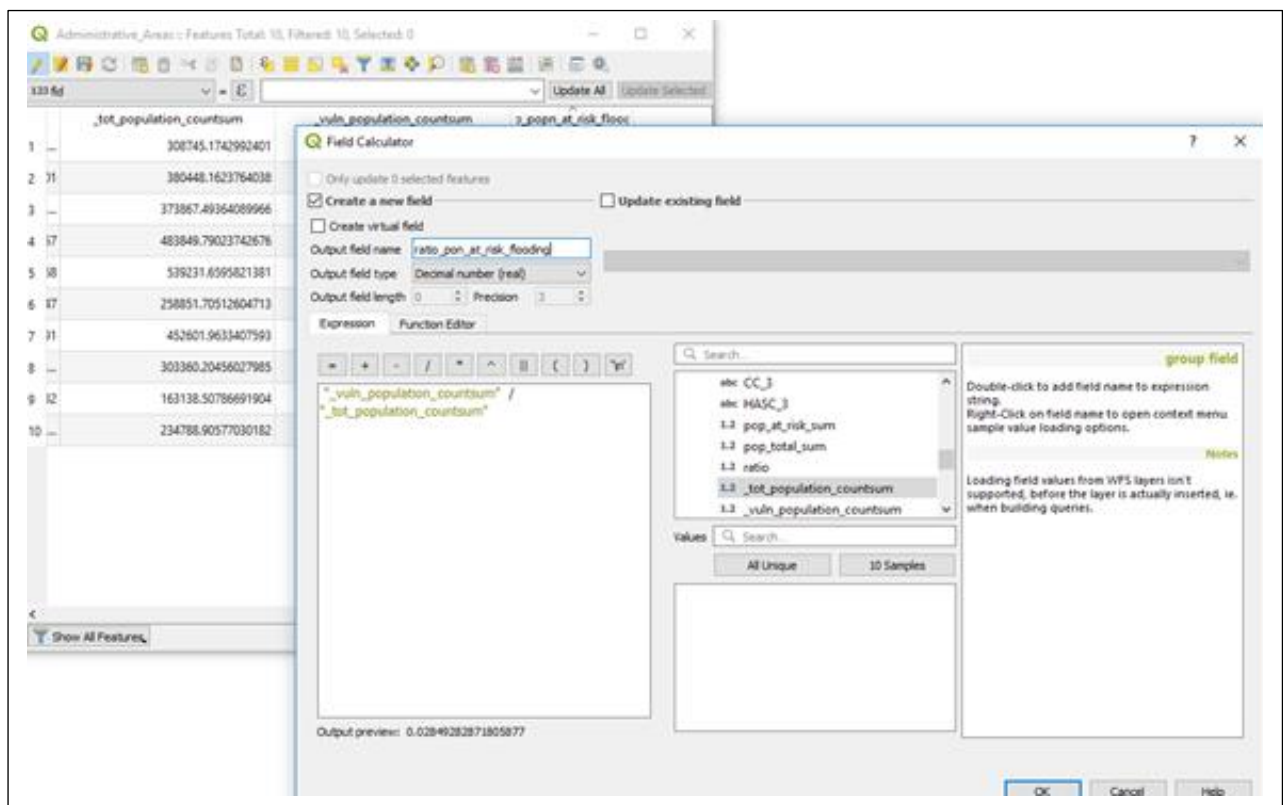 Administrative_Areas :: Features Total: 10, Filtered: 10, Selected: 0
123 fid = ε Update All Update Selected
_tot_population_countsum _vuln_population_countsum _popn_at_risk_flooc
1 ... 308745.1742992401
2 380448.1623764038
3 ... 373867.49364089966
4 57 483849.79023742676
5 539231.6595821381
6 258851.70512604713
7 452601.9633407593
8 ... 303360.20456027985
9 163138.50786691904
10 ... 234788.90577030182
Show All Features
Field Calculator ? ×
Only update 0 selected features
Create a new field Update existing field
Create virtual field
Output field name ratio_pon_at_risk_flooding
Output field type Decimal number (real)
Output field length 0 Precision 3
Expression Function Editor
= + - / * ^ || ( ) '\n'
"_vuln_population_countsum" /
"_tot_population_countsum"
Output preview: 0.02849282871805877
Search...
abc CC_3
abc HASC_3
1.2 pop_at_risk_sum
1.2 pop_total_sum
1.2 ratio
1.2 _tot_population_countsum
1.2 _vuln_population_countsum
Values Search...
All Unique 10 Samples
group field
Double-click to add field name to expression
string.
Right-Click on field name to open context menu
sample value loading options.
Notes
Loading field values from WFS layers isn't
supported, before the layer is actually inserted, ie.
when building queries.
OK Cancel Help